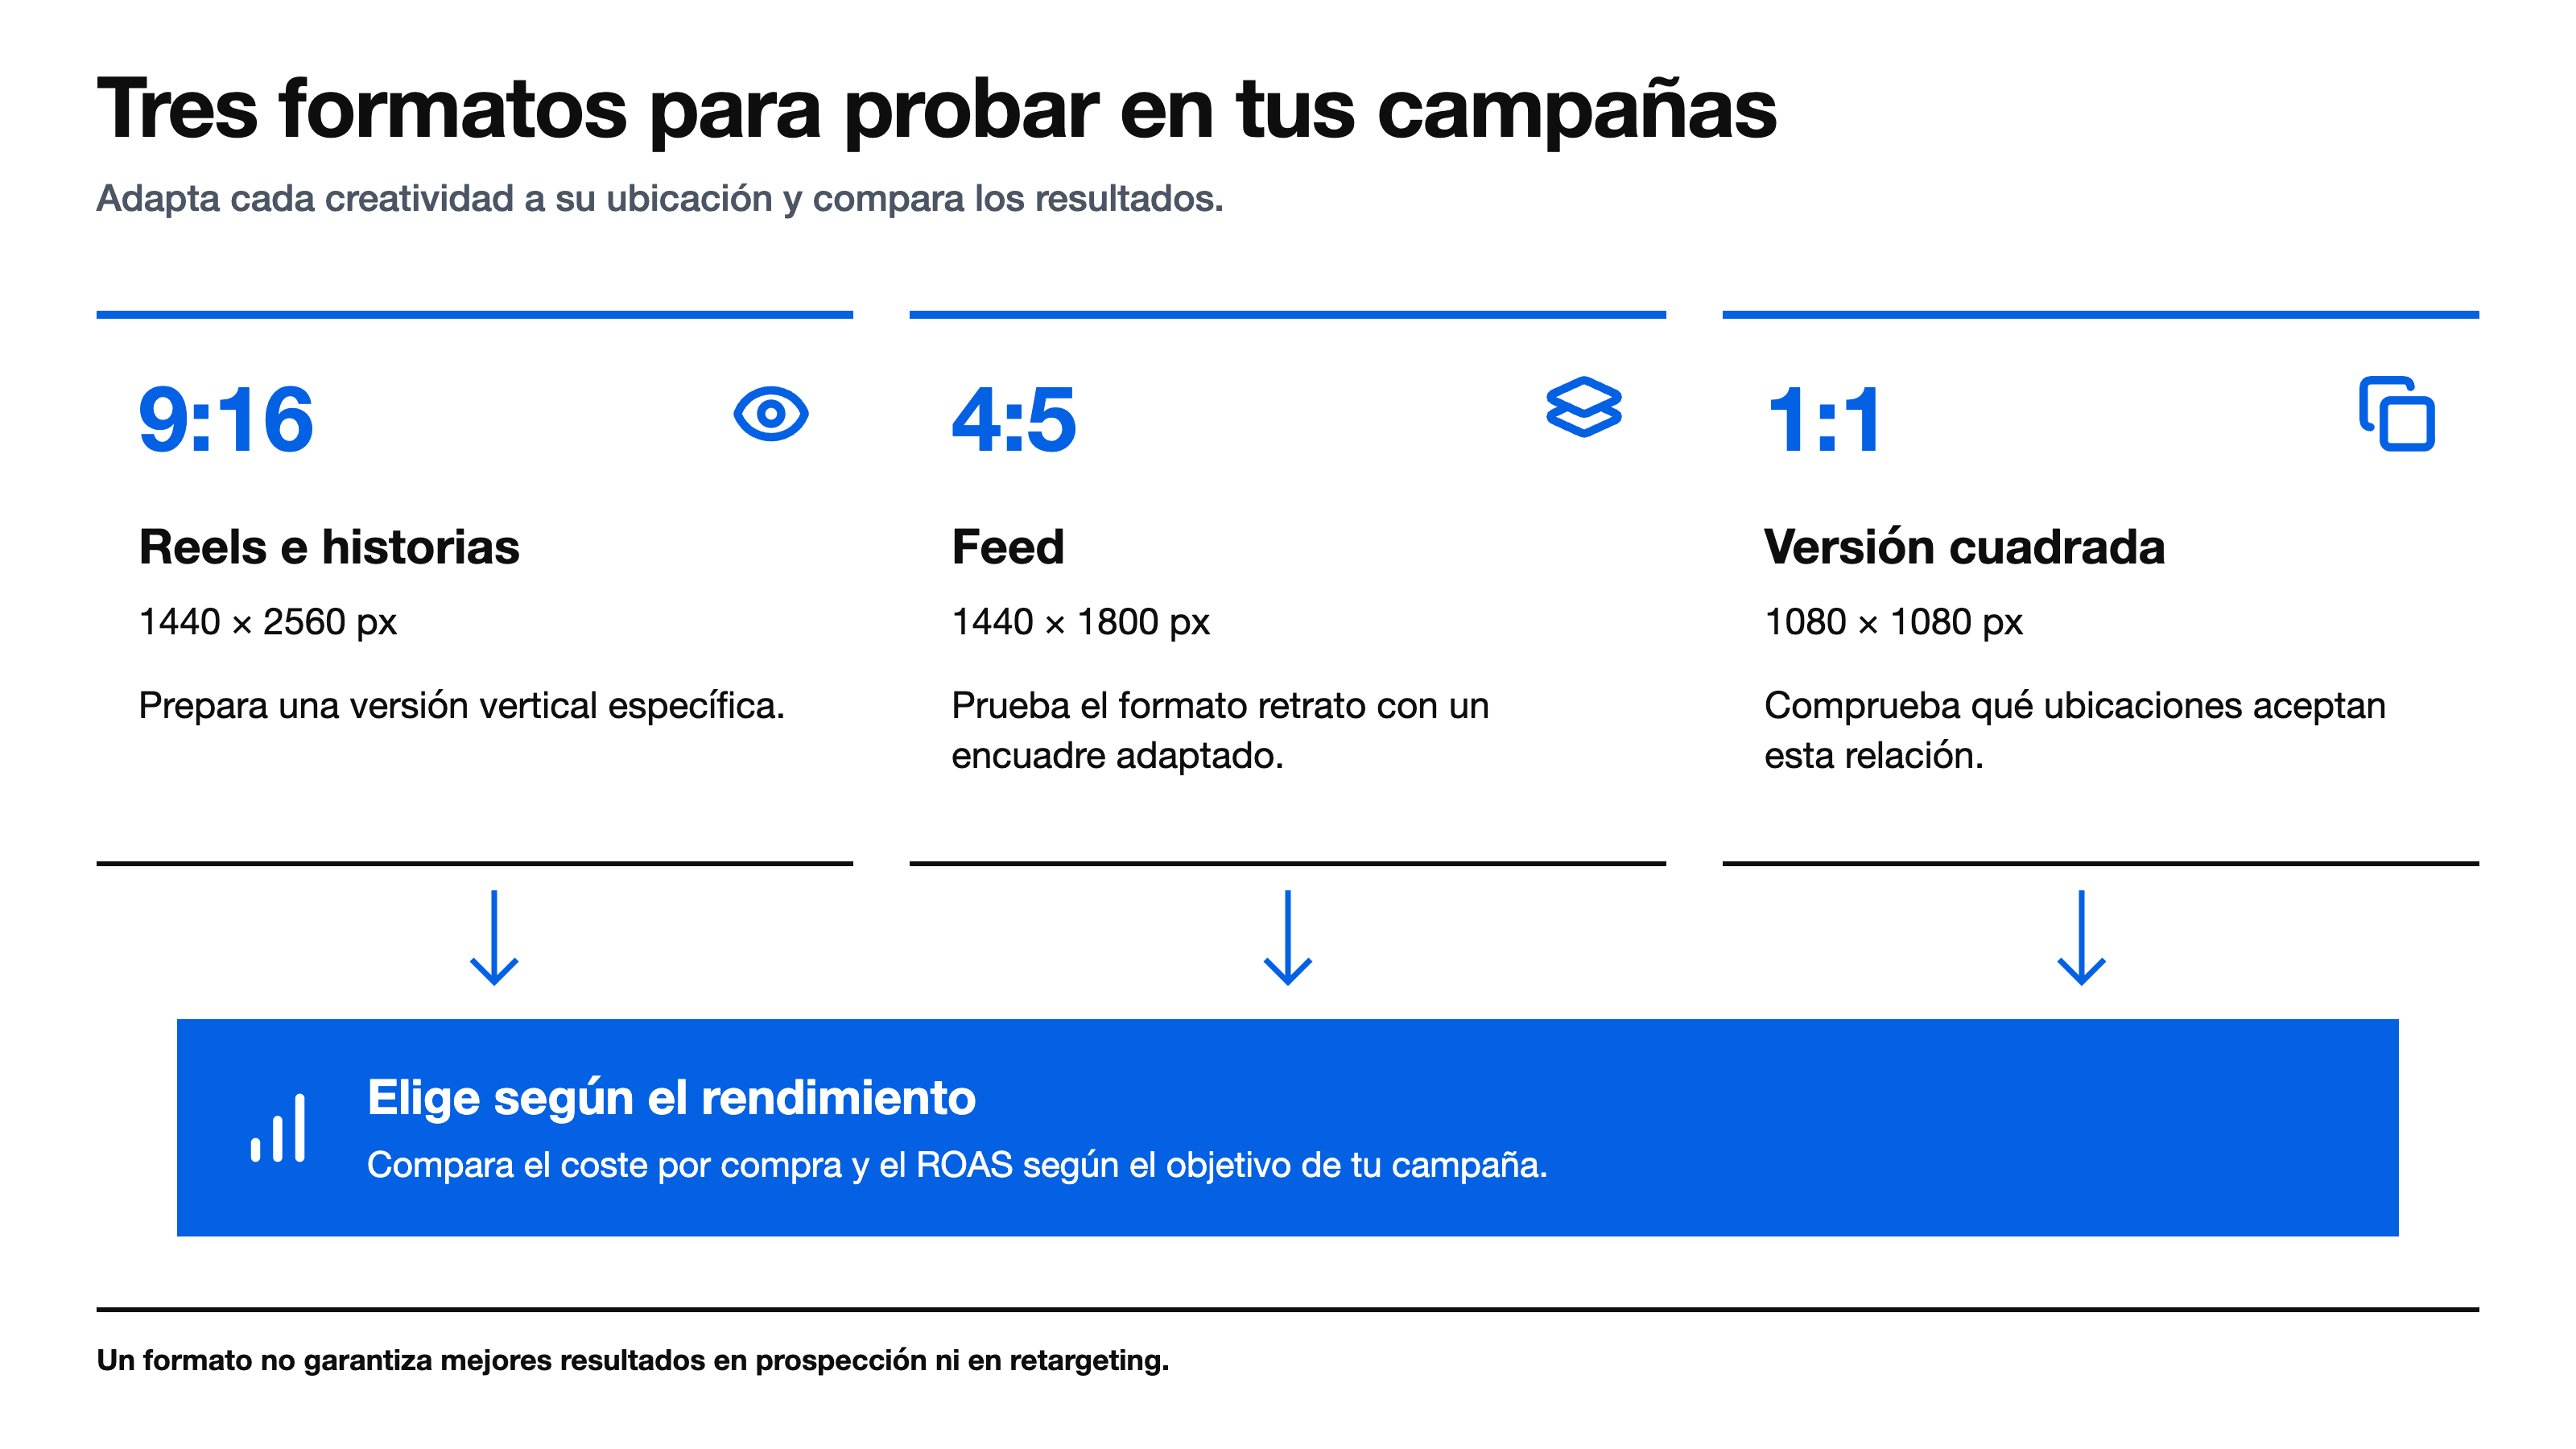 Tres formatos para probar en tus campañas
Adapta cada creatividad a su ubicación y compara los resultados.
9:16
Reels e historias
1440 × 2560 px
Prepara una versión vertical específica.
4:5
Feed
1440 × 1800 px
Prueba el formato retrato con un
encuadre adaptado.
1:1
Versión cuadrada
1080 × 1080 px
Comprueba qué ubicaciones aceptan
esta relación.
Elige según el rendimiento
Compara el coste por compra y el ROAS según el objetivo de tu campaña.
Un formato no garantiza mejores resultados en prospección ni en retargeting.